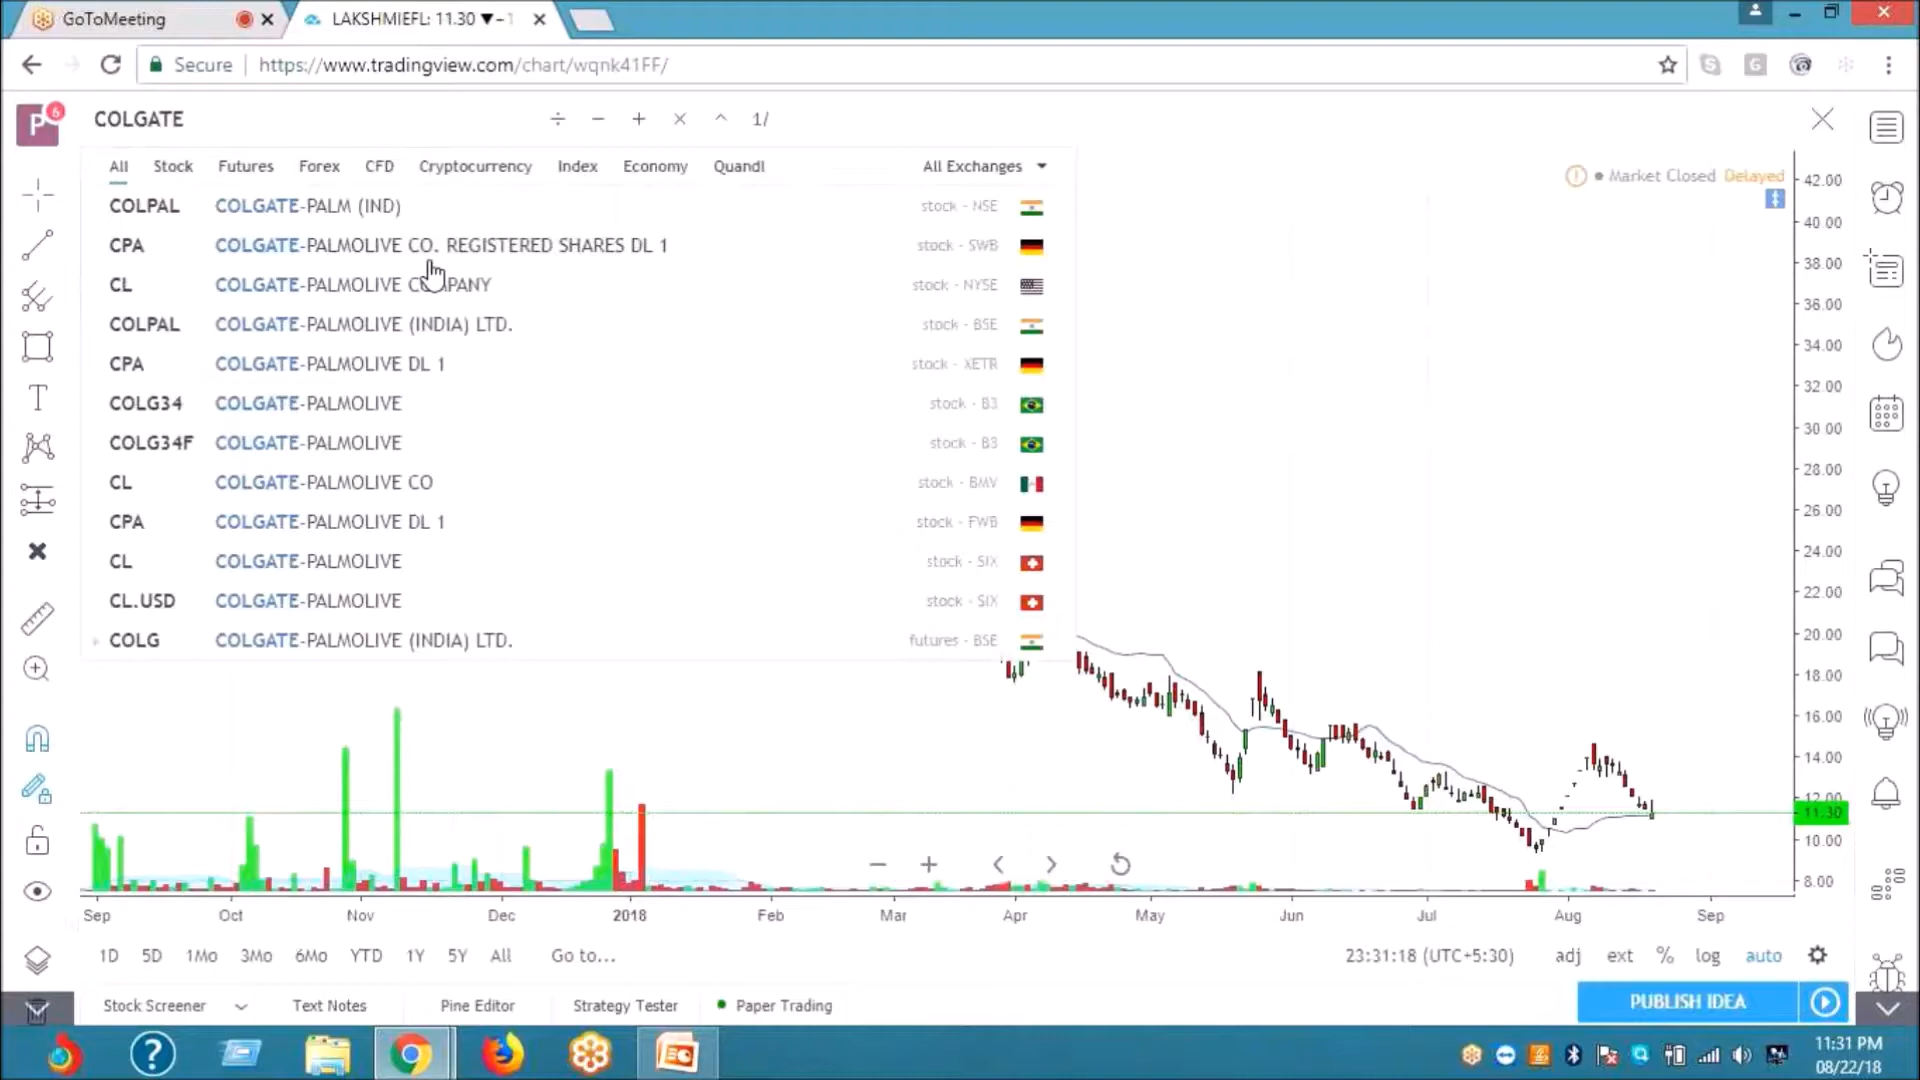 GoToMeeting
LAKSHMIEFL: 11.30 ▼ -1
Secure https://www.tradingview.com/chart/wqnk41FF/
P 6
COLGATE ÷ − + × ^ 1/
All Stock Futures Forex CFD Cryptocurrency Index Economy Quandl All Exchanges
COLPAL COLGATE-PALM (IND) stock - NSE
CPA COLGATE-PALMOLIVE CO. REGISTERED SHARES DL 1 stock - SWB
CL COLGATE-PALMOLIVE stock - NYSE
COLPAL COLGATE-PALMOLIVE (INDIA) LTD. stock - BSE
CPA COLGATE-PALMOLIVE DL 1 stock - XETR
COLG34 COLGATE-PALMOLIVE stock - B3
COLG34F COLGATE-PALMOLIVE stock - B3
CL COLGATE-PALMOLIVE CO stock - BMV
CPA COLGATE-PALMOLIVE DL 1 stock - FWB
CL COLGATE-PALMOLIVE stock - SIX
CL.USD COLGATE-PALMOLIVE stock - SIX
COLG COLGATE-PALMOLIVE (INDIA) LTD. futures - BSE
Market Closed Delayed
42.00
40.00
38.00
36.00
34.00
32.00
30.00
28.00
26.00
24.00
22.00
20.00
18.00
16.00
14.00
12.00
11.30
10.00
8.00
Sep Oct Nov Dec 2018 Feb Mar Apr May Jun Jul Aug Sep
1D 5D 1Mo 3Mo 6Mo YTD 1Y 5Y All Go to... 23:31:18 (UTC+5:30) adj ext % log auto
Stock Screener Text Notes Pine Editor Strategy Tester Paper Trading PUBLISH IDEA
11:31 PM
08/22/18